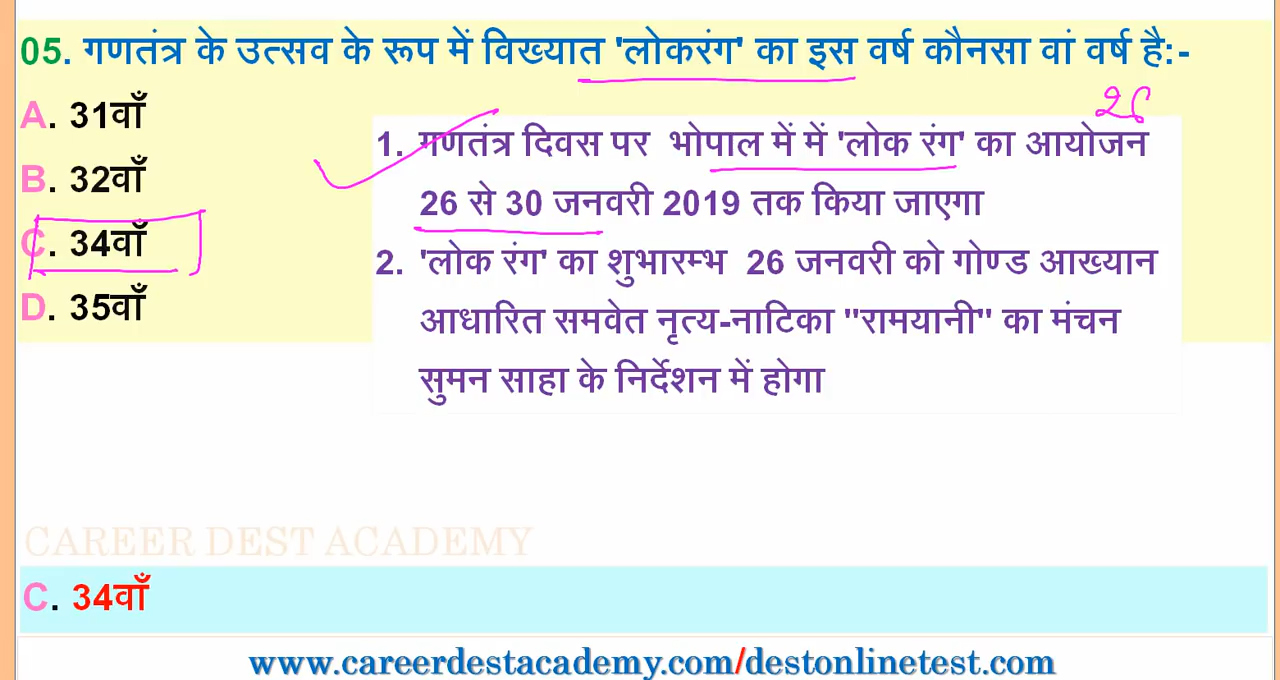 05. गणतंत्र के उत्सव के रूप में विख्यात 'लोकरंग' का इस वर्ष कौनसा वां वर्ष है:-
A. 31वाँ
B. 32वाँ
C. 34वाँ
D. 35वाँ
26
1. गणतंत्र दिवस पर भोपाल में में 'लोक रंग' का आयोजन
26 से 30 जनवरी 2019 तक किया जाएगा
2. 'लोक रंग' का शुभारम्भ 26 जनवरी को गोण्ड आख्यान
आधारित समवेत नृत्य-नाटिका "रामयानी" का मंचन
सुमन साहा के निर्देशन में होगा
CAREER DEST ACADEMY
C. 34वाँ
www.careerdestacademy.com/destonlinetest.com